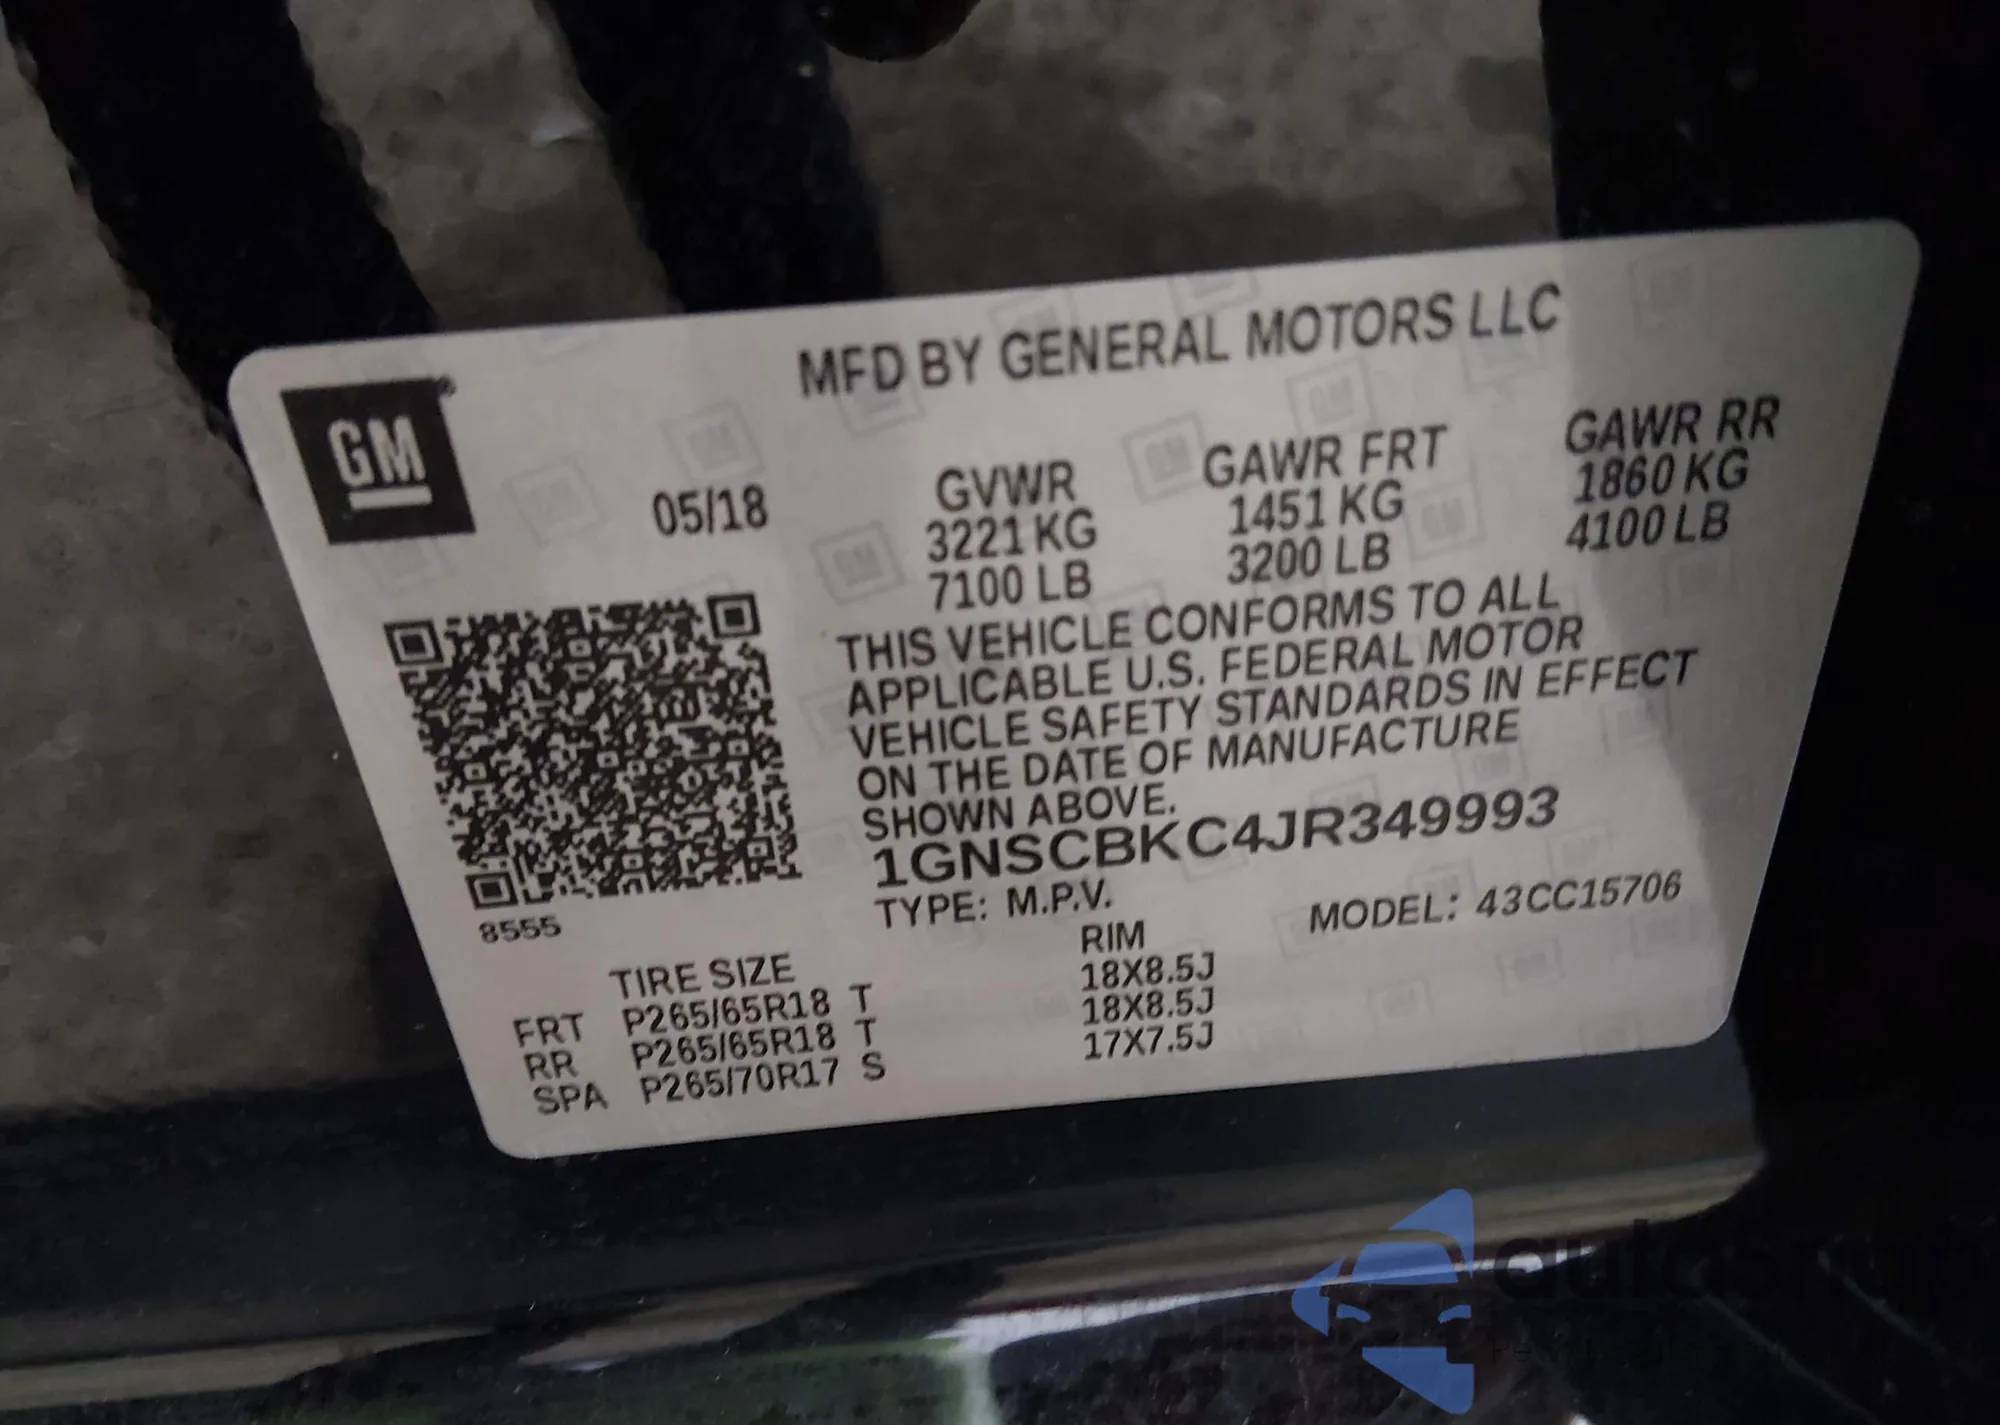 MFD BY GENERAL MOTORS LLC
GM
05/18
GVWR GAWR FRT GAWR RR
3221 KG 1451 KG 1860 KG
7100 LB 3200 LB 4100 LB
THIS VEHICLE CONFORMS TO ALL
APPLICABLE U.S. FEDERAL MOTOR
VEHICLE SAFETY STANDARDS IN EFFECT
ON THE DATE OF MANUFACTURE
SHOWN ABOVE.
1GNSCBKC4JR349993
TYPE: M.P.V. MODEL: 43CC15706
8555
TIRE SIZE RIM
FRT P265/65R18 T 18X8.5J
RR P265/65R18 T 18X8.5J
SPA P265/70R17 S 17X7.5J